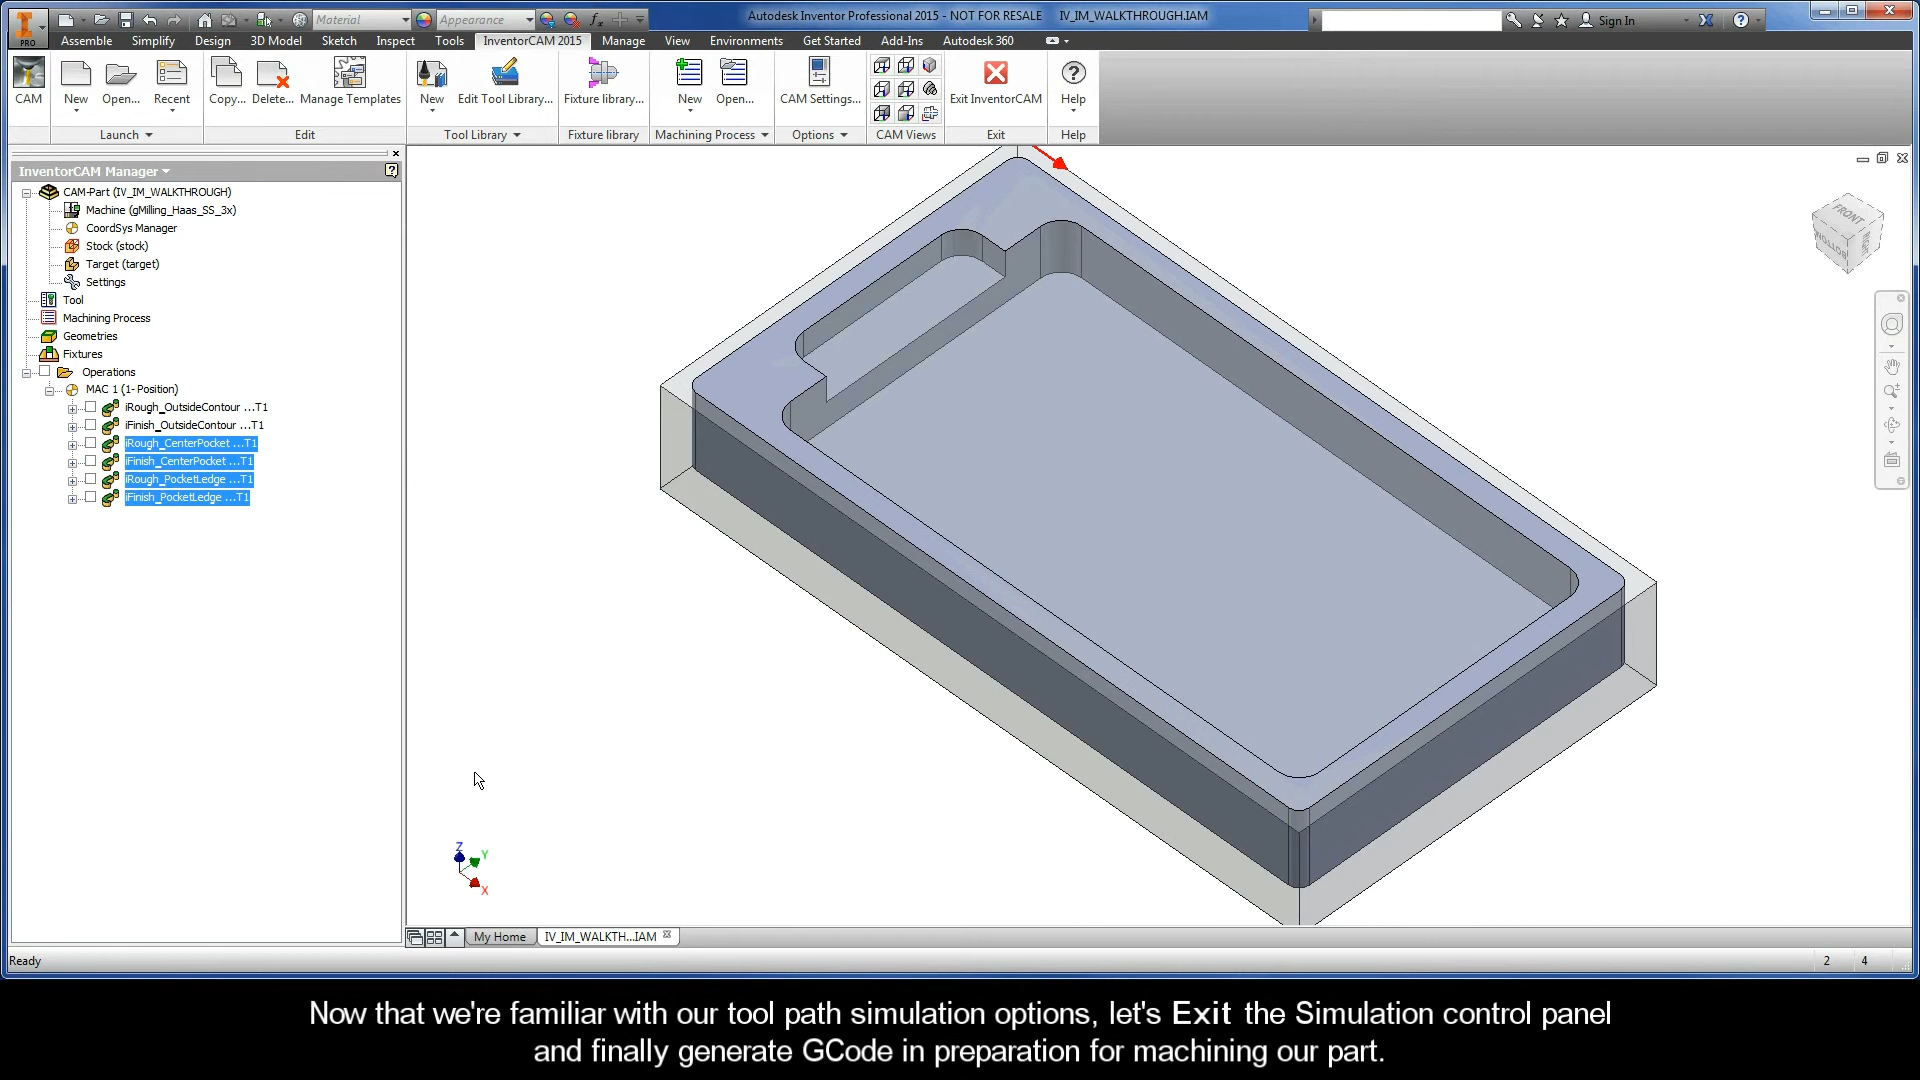 Material
Appearance
Autodesk Inventor Professional 2015 - NOT FOR RESALE IV_IM_WALKTHROUGH.IAM
Sign In
PRO
Assemble Simplify Design 3D Model Sketch Inspect Tools InventorCAM 2015 Manage View Environments Get Started Add-Ins Autodesk 360
CAM New Open... Recent Copy... Delete... Manage Templates New Edit Tool Library... Fixture library... New Open... CAM Settings... Exit InventorCAM Help
Launch Edit Tool Library Fixture library Machining Process Options CAM Views Exit Help
InventorCAM Manager
CAM-Part (IV_IM_WALKTHROUGH)
Machine (gMilling_Haas_SS_3x)
CoordSys Manager
Stock (stock)
Target (target)
Settings
Tool
Machining Process
Geometries
Fixtures
Operations
MAC 1 (1- Position)
iRough_OutsideContour ...T1
iFinish_OutsideContour ...T1
iRough_CenterPocket ...T1
iFinish_CenterPocket ...T1
iRough_PocketLedge ...T1
iFinish_PocketLedge ...T1
FRONT
BOTTOM
Z
Y
X
My Home IV_IM_WALKTH...IAM
Ready
2 4
Now that we're familiar with our tool path simulation options, let's Exit the Simulation control panel
and finally generate GCode in preparation for machining our part.